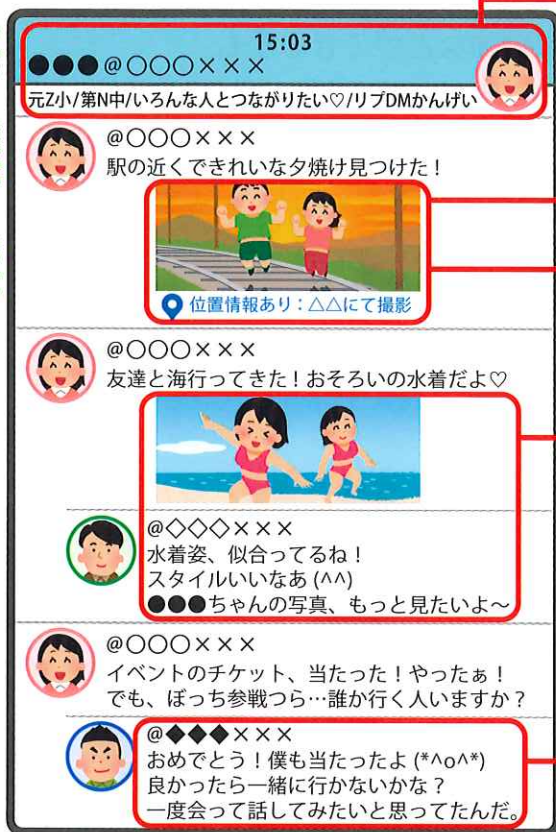 15:03
●●●@○○○×××
元Z小/第N中/いろんな人とつながりたい♡/リプDMかんげい
@○○○×××
駅の近くできれいな夕焼け見つけた!
位置情報あり:△△にて撮影
@○○○×××
友達と海行ってきた!おそろいの水着だよ♡
@◇◇◇×××
水着姿、似合ってるね!
スタイルいいなあ(^^)
●●●ちゃんの写真、もっと見たいよ~
@○○○×××
イベントのチケット、当たった!やったぁ!
でも、ぼっち参戦つら…誰か行く人いますか?
@◆◆◆×××
おめでとう!僕も当たったよ(*^o^*)
良かったら一緒に行かないかな?
一度会って話してみたいと思ってたんだ。